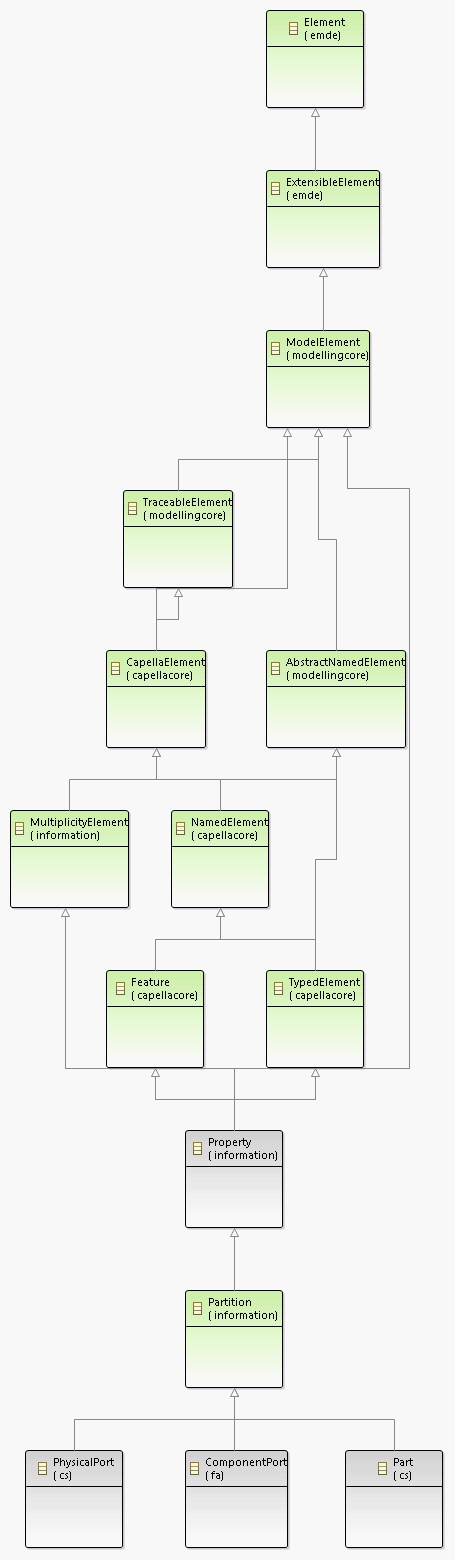 Element
( emde)
ExtensibleElement
( emde)
ModelElement
( modellingcore)
TraceableElement
( modellingcore)
CapellaElement
( capellacore)
AbstractNamedElement
( modellingcore)
MultiplicityElement
( information)
NamedElement
( capellacore)
Feature
( capellacore)
TypedElement
( capellacore)
Property
( information)
Partition
( information)
PhysicalPort
( cs)
ComponentPort
( fa)
Part
( cs)